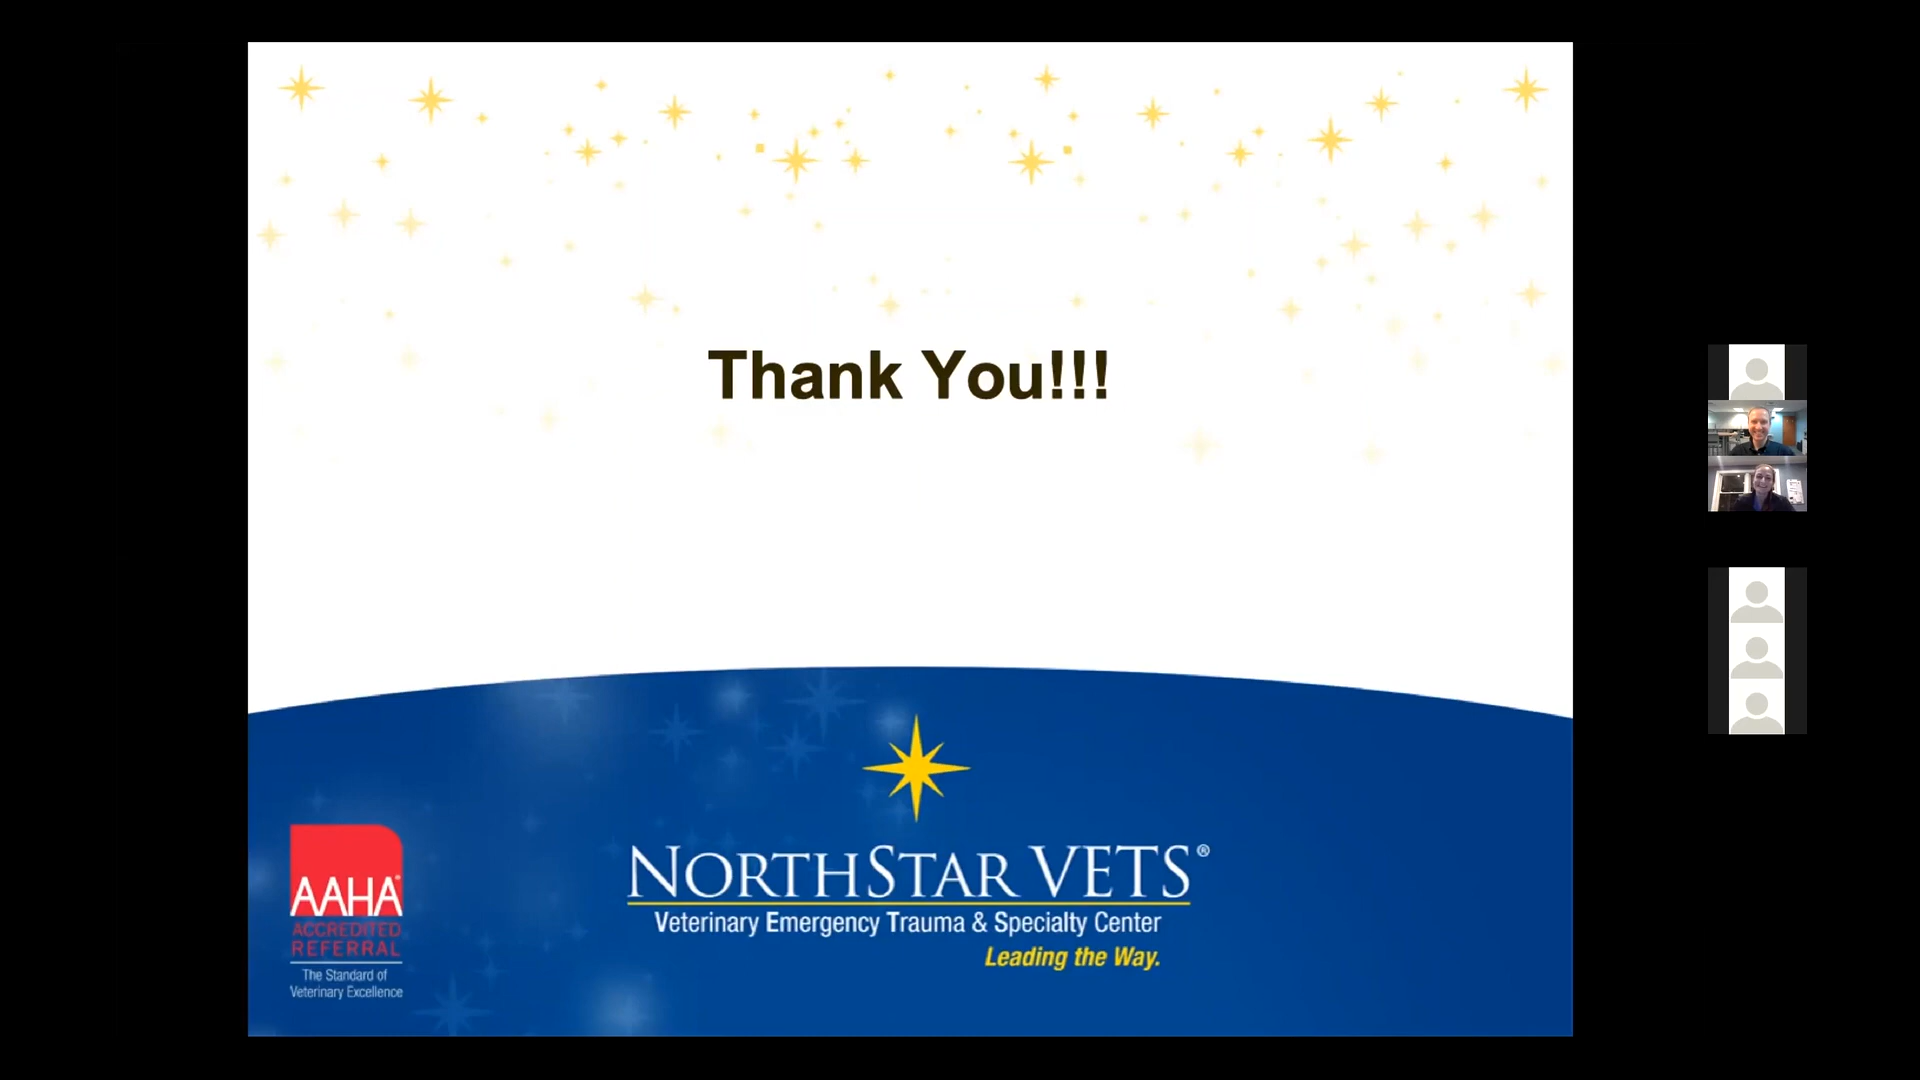 Thank You!!!
NORTHSTAR VETS®
Veterinary Emergency Trauma & Specialty Center
Leading the Way.
AAHA®
ACCREDITED
REFERRAL
The Standard of
Veterinary Excellence